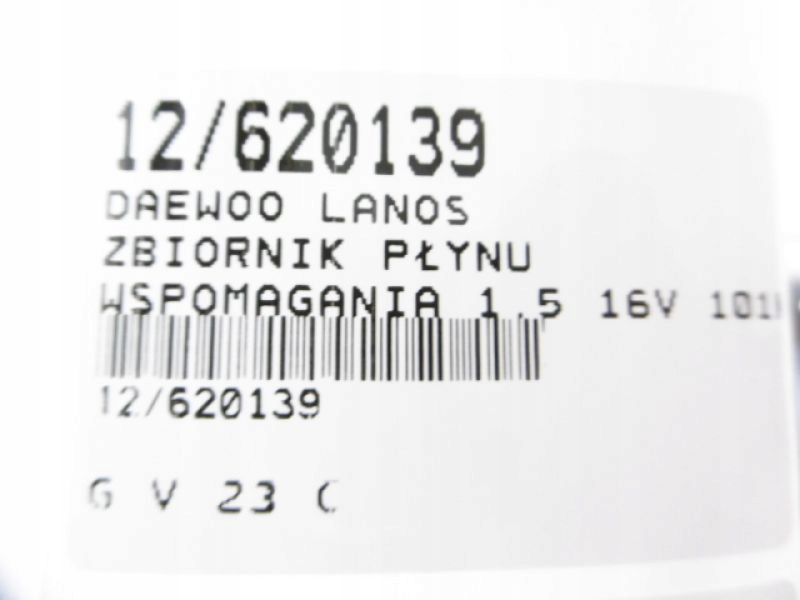 12/620139
DAEWOO LANOS
ZBIORNIK PŁYNU
WSPOMAGANIA 1.5 16V
12/620139
G V 23 C